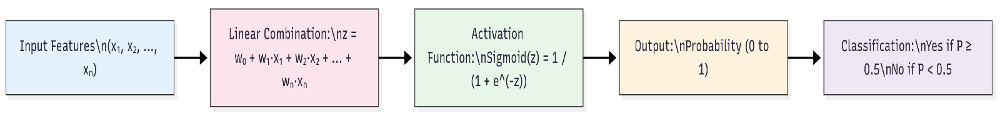 Input Features\n(x₁, x₂, ...,
xₙ)
Linear Combination:\nz =
w₀ + w₁·x₁ + w₂·x₂ + ... +
wₙ·xₙ
Activation
Function:\nSigmoid(z) = 1 /
(1 + e^(-z))
Output:\nProbability (0 to
1)
Classification:\nYes if P ≥
0.5\nNo if P < 0.5